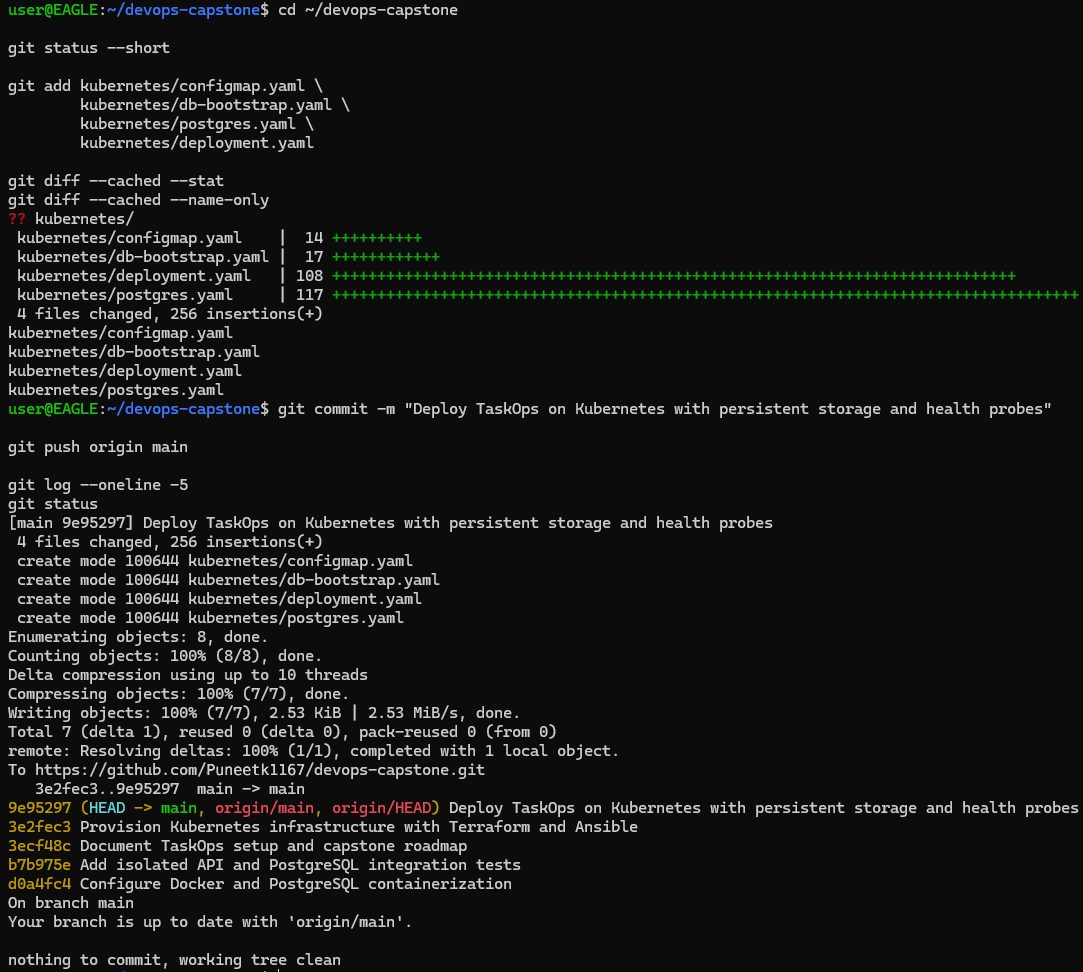 user@EAGLE:~/devops-capstone$ cd ~/devops-capstone
git status --short
git add kubernetes/configmap.yaml \
        kubernetes/db-bootstrap.yaml \
        kubernetes/postgres.yaml \
        kubernetes/deployment.yaml
git diff --cached --stat
git diff --cached --name-only
?? kubernetes/
 kubernetes/configmap.yaml    |  14 ++++++++++
 kubernetes/db-bootstrap.yaml |  17 ++++++++++++
 kubernetes/deployment.yaml   | 108 ++++++++++++++++++++++++++++++++++++++++++++++++++++++++++++++++++++++++++++
 kubernetes/postgres.yaml     | 117 +++++++++++++++++++++++++++++++++++++++++++++++++++++++++++++++++++++++++++++++++++
 4 files changed, 256 insertions(+)
kubernetes/configmap.yaml
kubernetes/db-bootstrap.yaml
kubernetes/deployment.yaml
kubernetes/postgres.yaml
user@EAGLE:~/devops-capstone$ git commit -m "Deploy TaskOps on Kubernetes with persistent storage and health probes"
git push origin main
git log --oneline -5
git status
[main 9e95297] Deploy TaskOps on Kubernetes with persistent storage and health probes
 4 files changed, 256 insertions(+)
 create mode 100644 kubernetes/configmap.yaml
 create mode 100644 kubernetes/db-bootstrap.yaml
 create mode 100644 kubernetes/deployment.yaml
 create mode 100644 kubernetes/postgres.yaml
Enumerating objects: 8, done.
Counting objects: 100% (8/8), done.
Delta compression using up to 10 threads
Compressing objects: 100% (7/7), done.
Writing objects: 100% (7/7), 2.53 KiB | 2.53 MiB/s, done.
Total 7 (delta 1), reused 0 (delta 0), pack-reused 0 (from 0)
remote: Resolving deltas: 100% (1/1), completed with 1 local object.
To https://github.com/Puneetk1167/devops-capstone.git
   3e2fec3..9e95297  main -> main
9e95297 (HEAD -> main, origin/main, origin/HEAD) Deploy TaskOps on Kubernetes with persistent storage and health probes
3e2fec3 Provision Kubernetes infrastructure with Terraform and Ansible
3ecf48c Document TaskOps setup and capstone roadmap
b7b975e Add isolated API and PostgreSQL integration tests
d0a4fc4 Configure Docker and PostgreSQL containerization
On branch main
Your branch is up to date with 'origin/main'.
nothing to commit, working tree clean